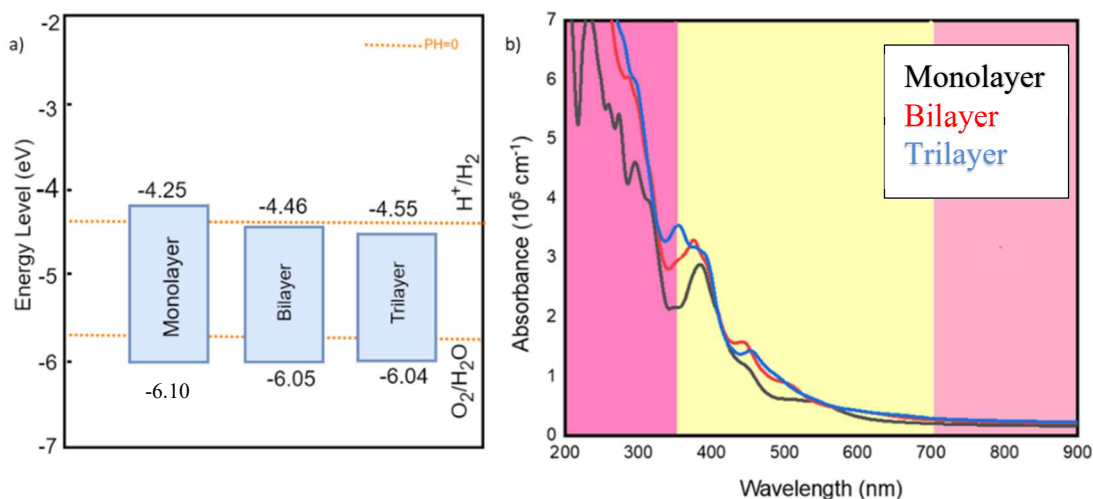 a)
-2
-3
-4
-5
-6
-7
Energy Level (eV)
PH=0
-4.25
-4.46
-4.55
Monolayer
Bilayer
Trilayer
-6.10
-6.05
-6.04
H⁺/H₂
O₂/H₂O
b)
7
6
5
4
3
2
1
0
Absorbance (10⁵ cm⁻¹)
Monolayer
Bilayer
Trilayer
200 300 400 500 600 700 800 900
Wavelength (nm)